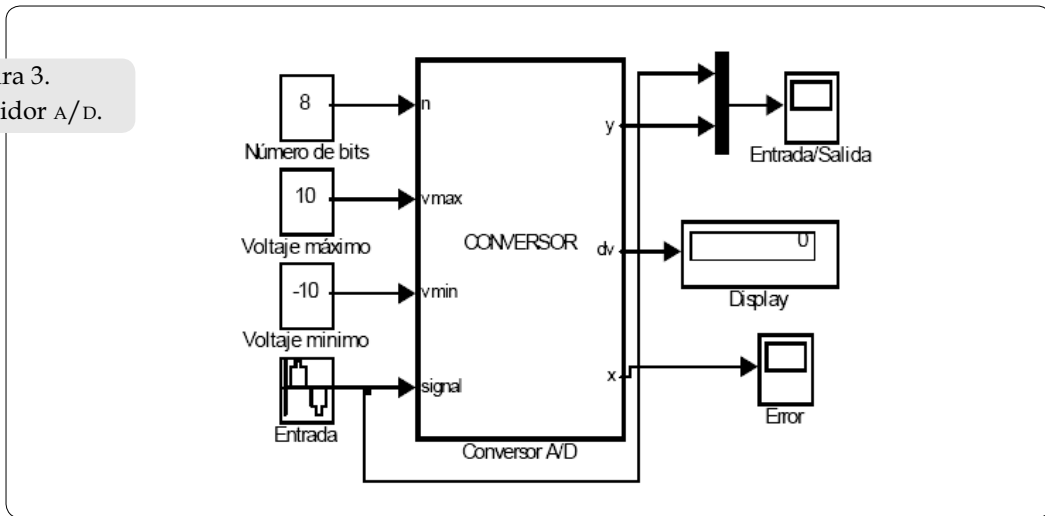 ra 3.
idor A/D.
8
Número de bits
10
Voltaje máximo
-10
Voltaje minimo
Entrada
n
vmax
vmin
signal
CONVERSOR
y
dv
x
Conversor A/D
Entrada/Salida
0
Display
Error